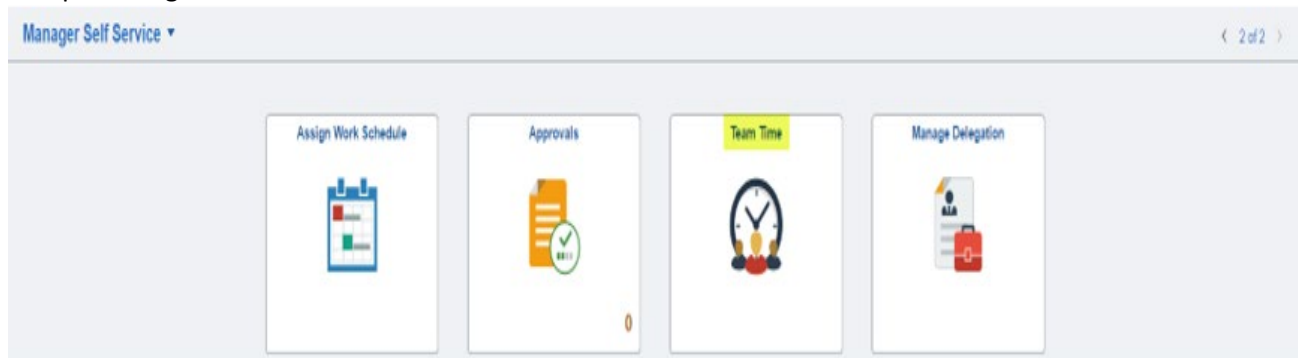 Manager Self Service ▼
< 2 of 2 >
Assign Work Schedule
Approvals
Team Time
Manage Delegation
0